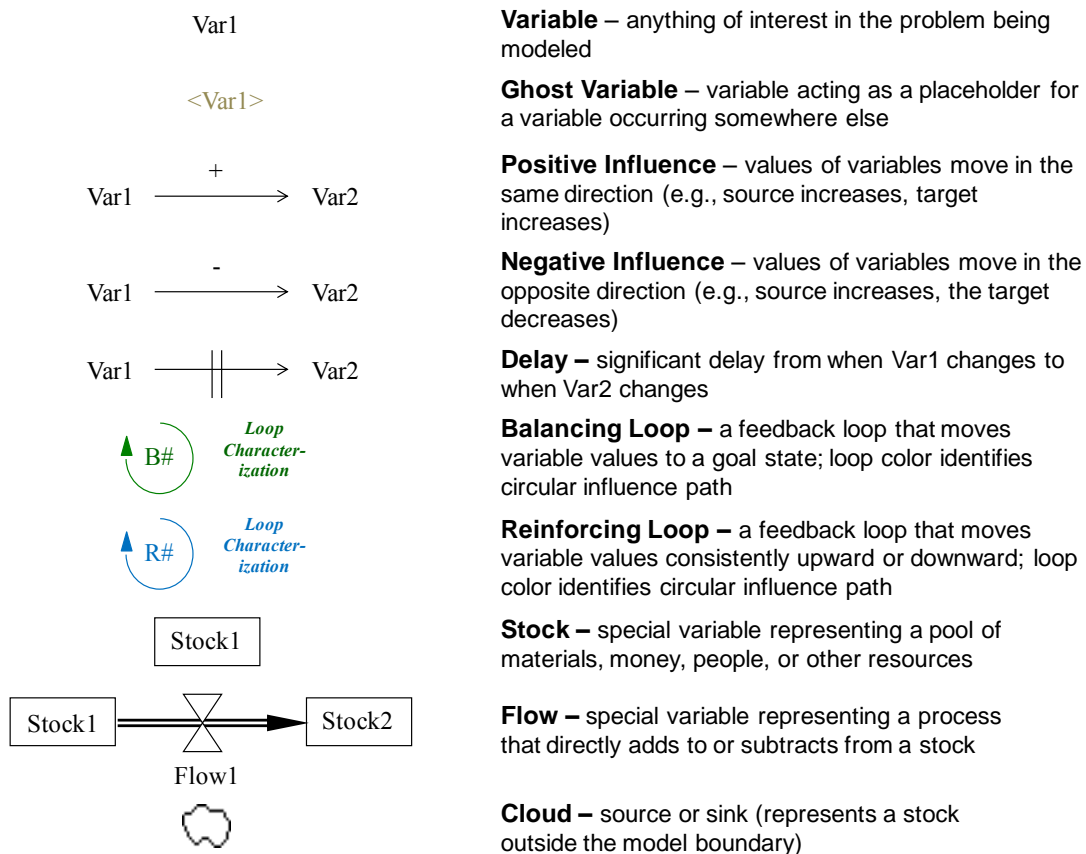 Var1
Variable – anything of interest in the problem being
modeled
<Var1>
Ghost Variable – variable acting as a placeholder for
a variable occurring somewhere else
Var1 + Var2
Positive Influence – values of variables move in the
same direction (e.g., source increases, target
increases)
Var1 - Var2
Negative Influence – values of variables move in the
opposite direction (e.g., source increases, the target
decreases)
Var1 Var2
Delay – significant delay from when Var1 changes to
when Var2 changes
B#
Loop
Character-
ization
Balancing Loop – a feedback loop that moves
variable values to a goal state; loop color identifies
circular influence path
R#
Loop
Character-
ization
Reinforcing Loop – a feedback loop that moves
variable values consistently upward or downward; loop
color identifies circular influence path
Stock1
Stock – special variable representing a pool of
materials, money, people, or other resources
Stock1 Stock2
Flow1
Flow – special variable representing a process
that directly adds to or subtracts from a stock
Cloud – source or sink (represents a stock
outside the model boundary)